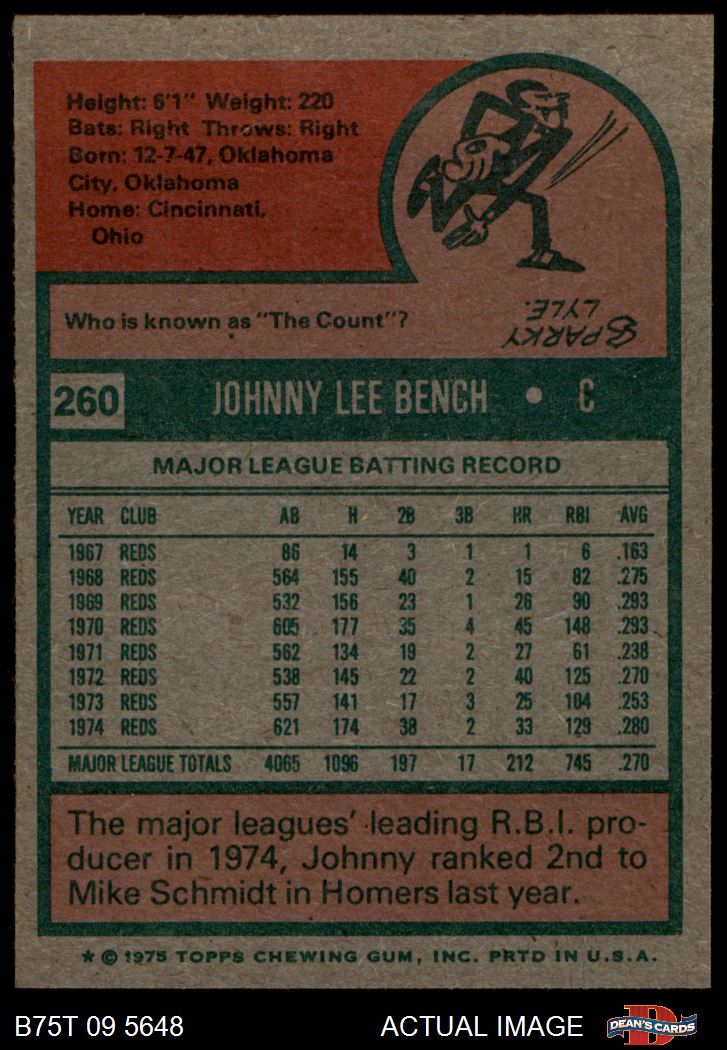 Height: 6'1" Weight: 220
Bats: Right Throws: Right
Born: 12-7-47, Oklahoma
City, Oklahoma
Home: Cincinnati,
Ohio
Who is known as "The Count"?
SPARKY
LYLE.
260 JOHNNY LEE BENCH • C
MAJOR LEAGUE BATTING RECORD
YEAR CLUB AB H 2B 3B HR RBI AVG
1967 REDS 86 14 3 1 1 6 .163
1968 REDS 564 155 40 2 15 82 .275
1969 REDS 532 156 23 1 26 90 .293
1970 REDS 605 177 35 4 45 148 .293
1971 REDS 562 134 19 2 27 61 .238
1972 REDS 538 145 22 2 40 125 .270
1973 REDS 557 141 17 3 25 104 .253
1974 REDS 621 174 38 2 33 129 .280
MAJOR LEAGUE TOTALS 4065 1096 197 17 212 745 .270
The major leagues' leading R.B.I. pro-
ducer in 1974, Johnny ranked 2nd to
Mike Schmidt in Homers last year.
* © 1975 TOPPS CHEWING GUM, INC. PRTD IN U.S.A.
B75T 09 5648 ACTUAL IMAGE DEAN'S CARDS